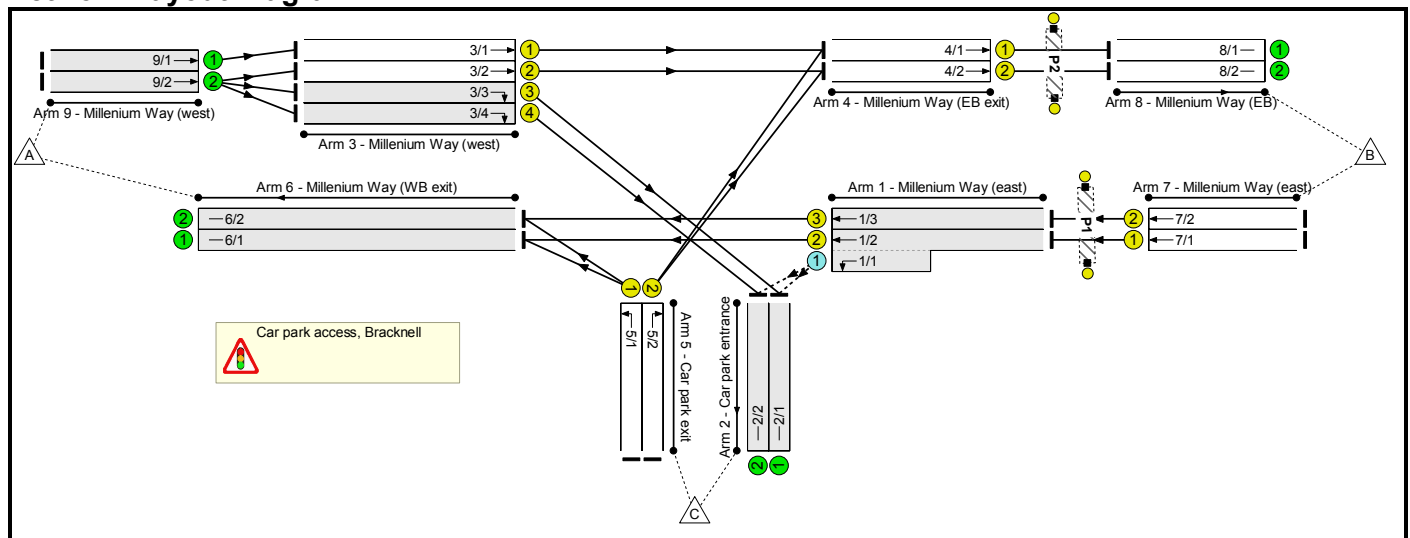 9/1
9/2
1
2
Arm 9 - Millenium Way (west)
3/1
3/2
3/3
3/4
1
2
3
4
Arm 3 - Millenium Way (west)
4/1
4/2
1
2
Arm 4 - Millenium Way (EB exit)
P2
8/1
8/2
1
2
Arm 8 - Millenium Way (EB)
A
B
Arm 6 - Millenium Way (WB exit)
2
1
6/2
6/1
Arm 1 - Millenium Way (east)
3
2
1
1/3
1/2
1/1
P1
Arm 7 - Millenium Way (east)
2
1
7/2
7/1
1
2
5/1
5/2
Arm 5 - Car park exit
Arm 2 - Car park entrance
2/2
2/1
2
1
Car park access, Bracknell
C